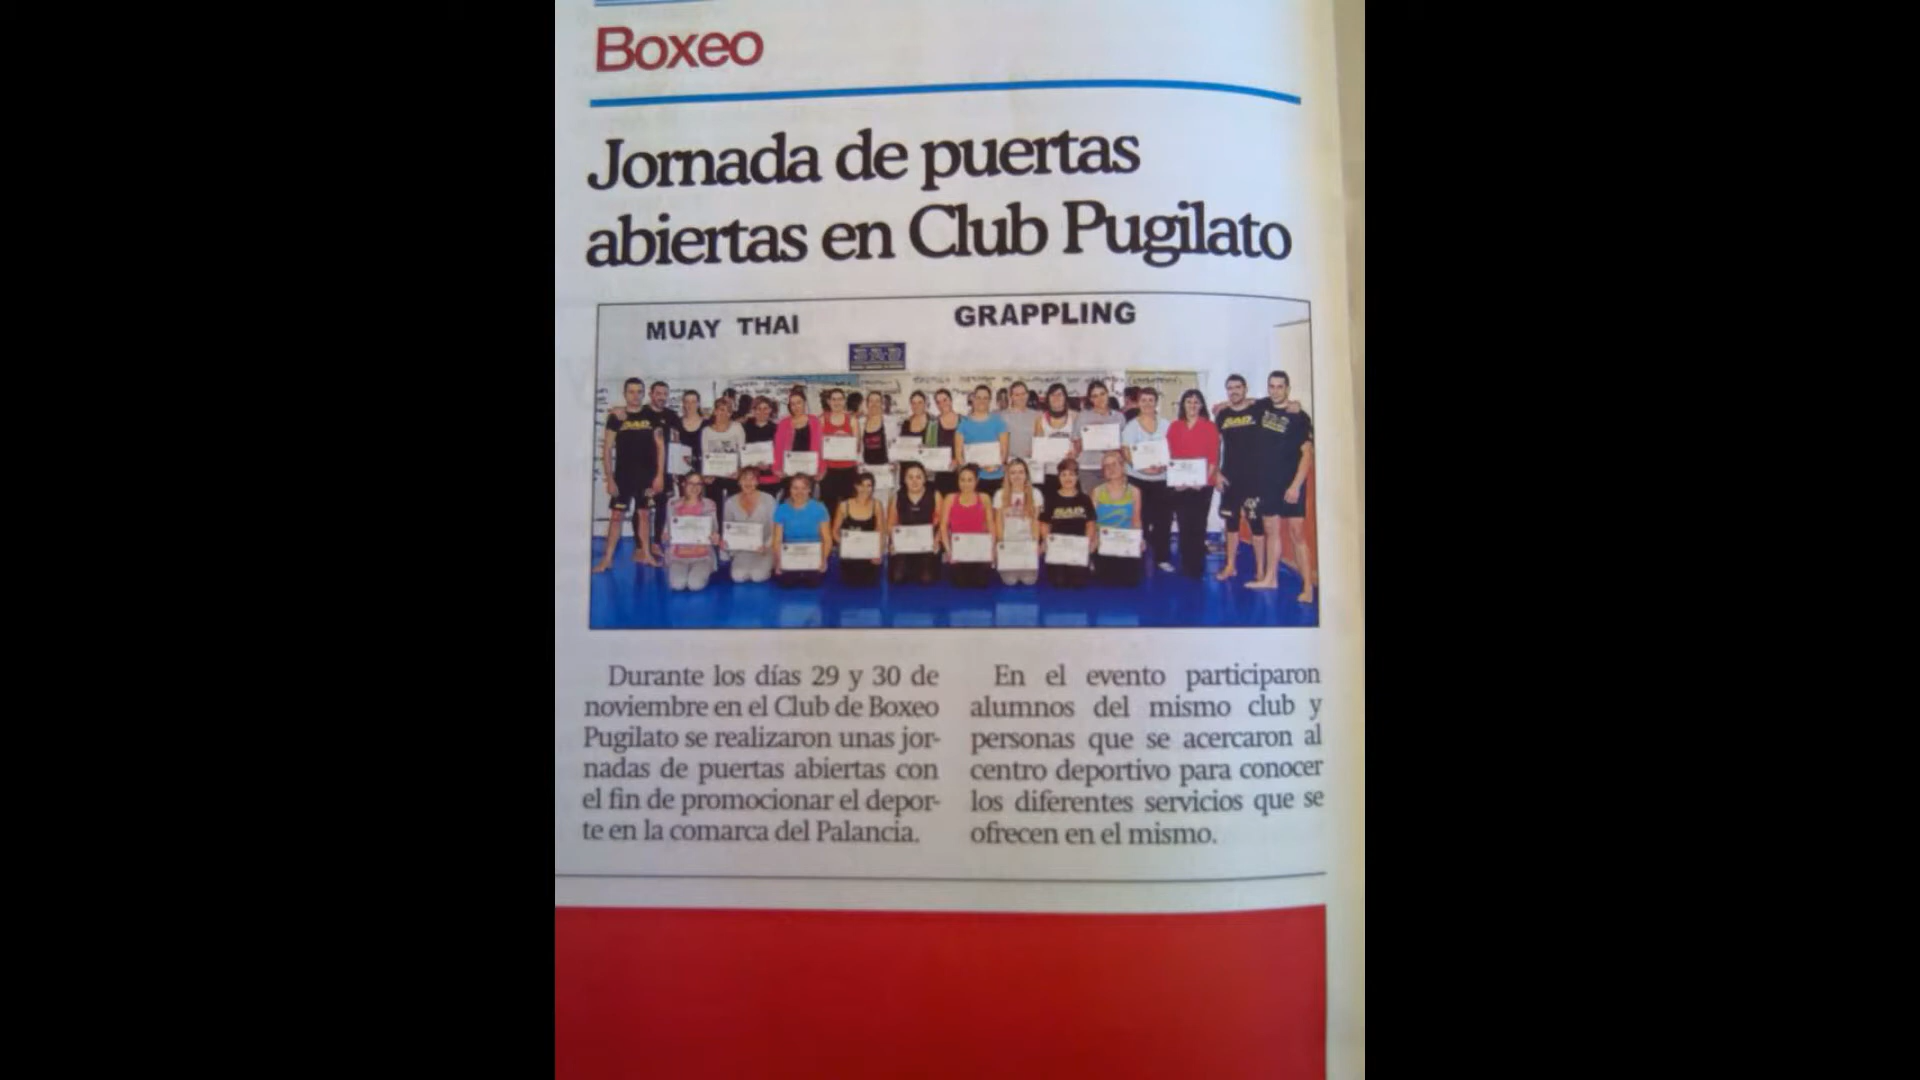 Boxeo
Jornada de puertas
abiertas en Club Pugilato
MUAY THAI
GRAPPLING
Durante los días 29 y 30 de
noviembre en el Club de Boxeo
Pugilato se realizaron unas jor-
nadas de puertas abiertas con
el fin de promocionar el depor-
te en la comarca del Palancia.
En el evento participaron
alumnos del mismo club y
personas que se acercaron al
centro deportivo para conocer
los diferentes servicios que se
ofrecen en el mismo.